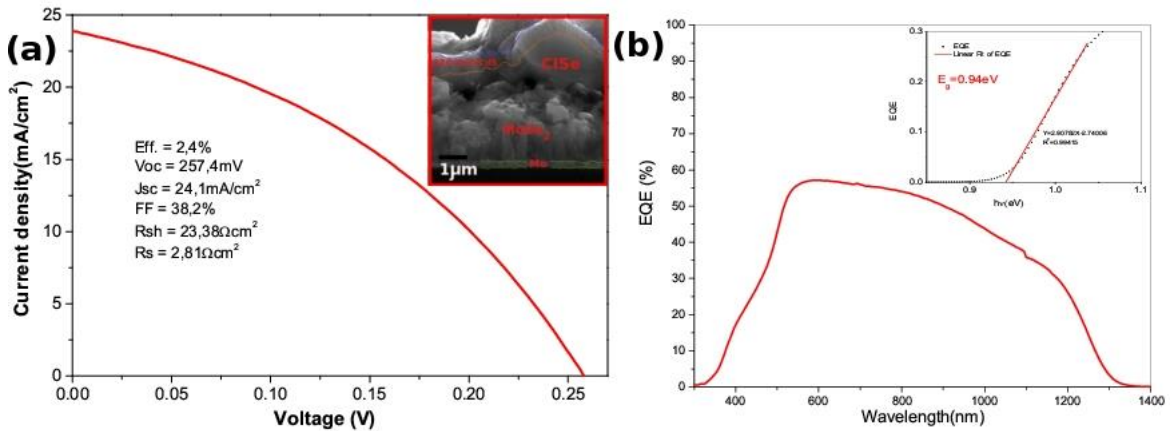 (a)
25
20
15
10
5
0
0.00
0.05
0.10
0.15
0.20
0.25
Current density(mA/cm²)
Voltage (V)
Eff. = 2,4%
Voc = 257,4mV
Jsc = 24,1mA/cm²
FF = 38,2%
Rsh = 23,38Ωcm²
Rs = 2,81Ωcm²
CISe
MoSe₂
Mo
1μm
(b)
100
90
80
70
60
50
40
30
20
10
0
400
600
800
1000
1200
1400
EQE (%)
Wavelength(nm)
0.3
0.2
0.1
0.0
0.9
1.0
1.1
EQE
hν(eV)
EQE
Linear Fit of EQE
E_g=0.94eV